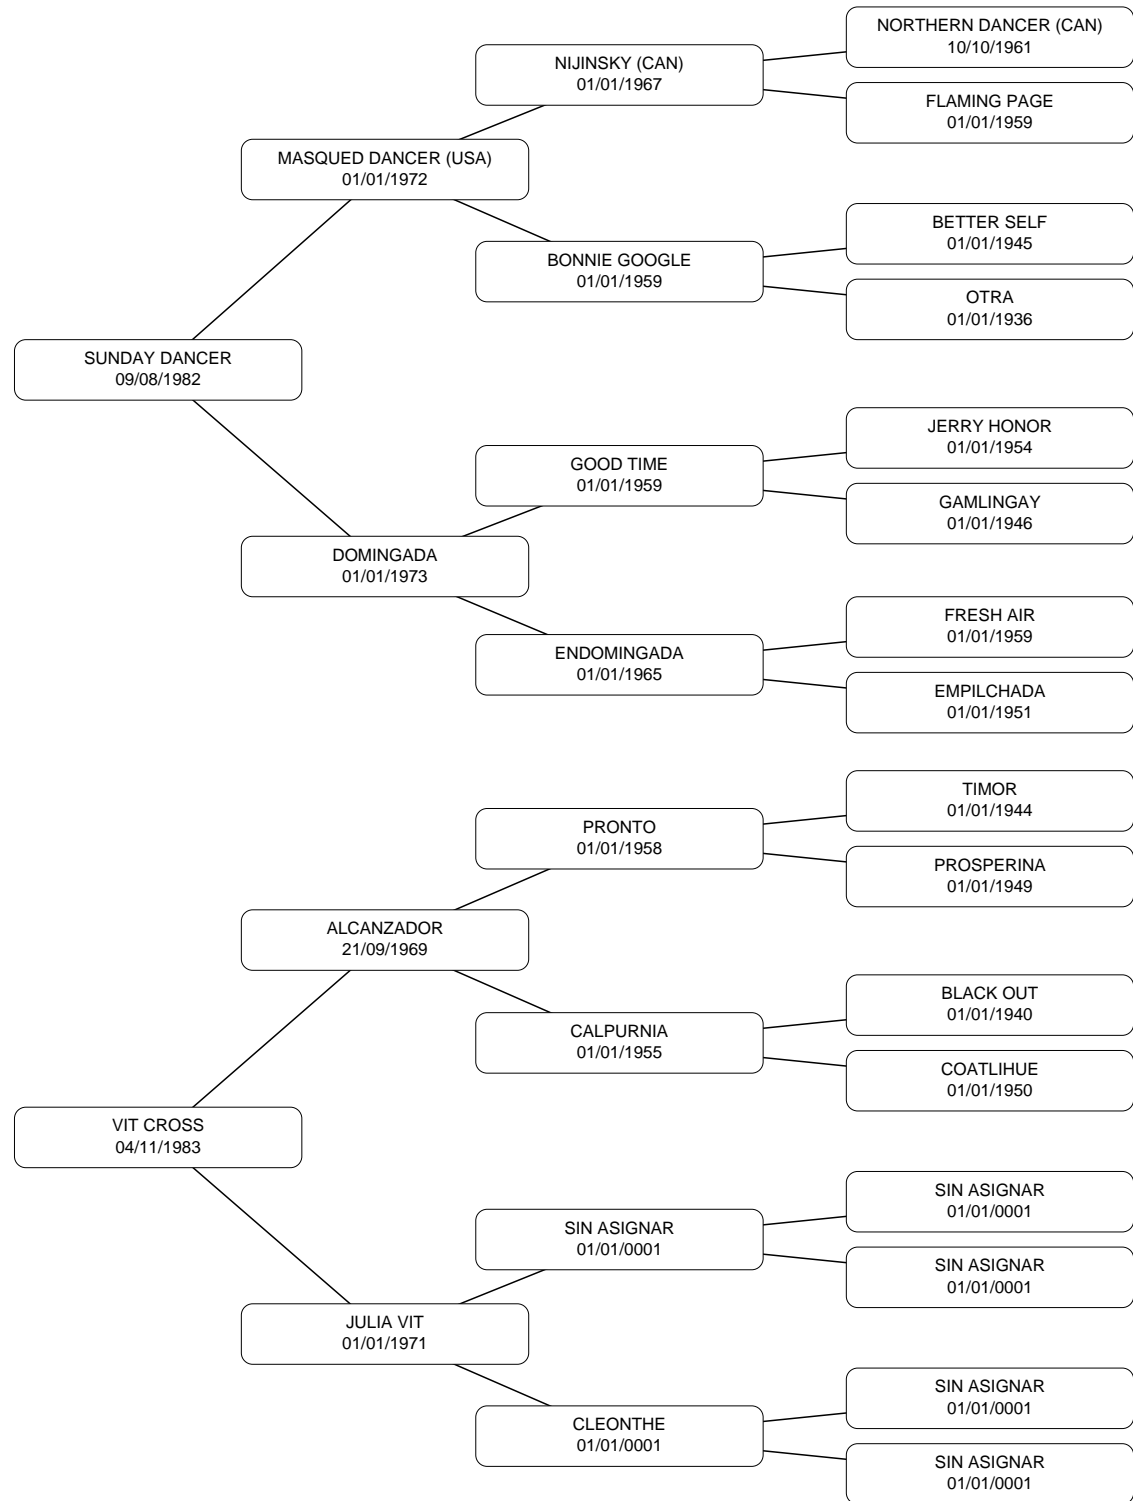 NORTHERN DANCER (CAN)
10/10/1961
NIJINSKY (CAN)
01/01/1967
FLAMING PAGE
01/01/1959
MASQUED DANCER (USA)
01/01/1972
BETTER SELF
01/01/1945
BONNIE GOOGLE
01/01/1959
OTRA
01/01/1936
SUNDAY DANCER
09/08/1982
JERRY HONOR
01/01/1954
GOOD TIME
01/01/1959
GAMLINGAY
01/01/1946
DOMINGADA
01/01/1973
FRESH AIR
01/01/1959
ENDOMINGADA
01/01/1965
EMPILCHADA
01/01/1951
TIMOR
01/01/1944
PRONTO
01/01/1958
PROSPERINA
01/01/1949
ALCANZADOR
21/09/1969
BLACK OUT
01/01/1940
CALPURNIA
01/01/1955
COATLIHUE
01/01/1950
VIT CROSS
04/11/1983
SIN ASIGNAR
01/01/0001
SIN ASIGNAR
01/01/0001
SIN ASIGNAR
01/01/0001
JULIA VIT
01/01/1971
SIN ASIGNAR
01/01/0001
CLEONTHE
01/01/0001
SIN ASIGNAR
01/01/0001